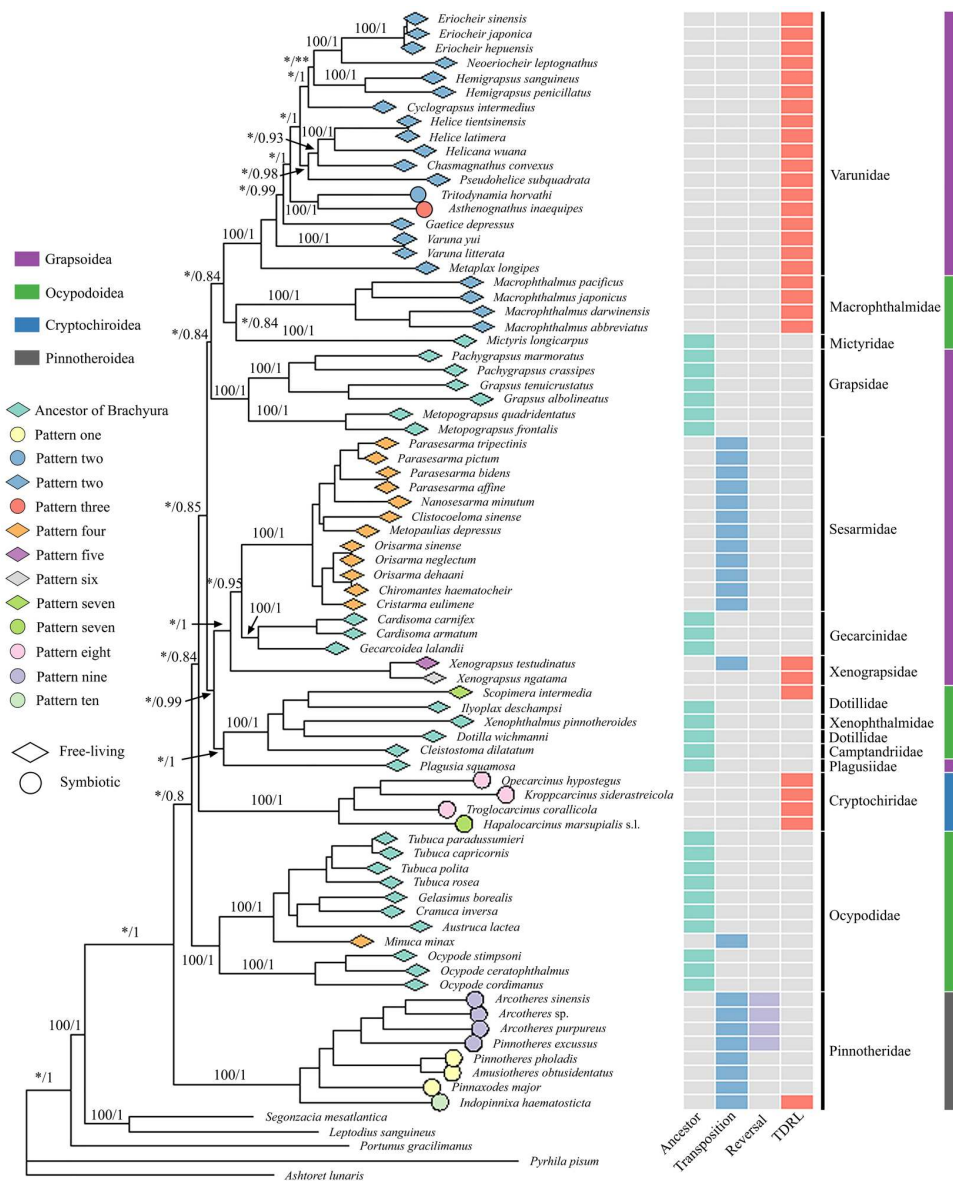 Eriocheir sinensis
Eriocheir japonica
Eriocheir hepuensis
Neoeriocheir leptognathus
Hemigrapsus sanguineus
Hemigrapsus penicillatus
Cyclograpsus intermedius
Helice tientsinensis
Helice latimera
Helicana wuana
Chasmagnathus convexus
Pseudohelice subquadrata
Tritodynamia horvathi
Asthenognathus inaequipes
Gaetice depressus
Varuna yui
Varuna litterata
Metaplax longipes
Macrophthalmus pacificus
Macrophthalmus japonicus
Macrophthalmus darwinensis
Macrophthalmus abbreviatus
Mictyris longicarpus
Pachygrapsus marmoratus
Pachygrapsus crassipes
Grapsus tenuicrustatus
Grapsus albolineatus
Metopograpsus quadridentatus
Metopograpsus frontalis
Parasesarma tripectinis
Parasesarma pictum
Parasesarma bidens
Parasesarma affine
Nanosesarma minutum
Clistocoeloma sinense
Metopaulias depressus
Orisarma sinense
Orisarma neglectum
Orisarma dehaani
Chiromantes haematocheir
Cristarma eulimene
Cardisoma carnifex
Cardisoma armatum
Gecarcoidea lalandii
Xenograpsus testudinatus
Xenograpsus ngatama
Scopimera intermedia
Ilyoplax deschampsi
Xenophthalmus pinnotheroides
Dotilla wichmanni
Cleistostoma dilatatum
Plagusia squamosa
Opecarcinus hypostegus
Kroppcarcinus siderastreicola
Troglocarcinus corallicola
Hapalocarcinus marsupialis s.l.
Tubuca paradussumieri
Tubuca capricornis
Tubuca polita
Tubuca rosea
Gelasimus borealis
Cranuca inversa
Austruca lactea
Minuca minax
Ocypode stimpsoni
Ocypode ceratophthalmus
Ocypode cordimanus
Arcotheres sinensis
Arcotheres sp.
Arcotheres purpureus
Pinnotheres excussus
Pinnotheres pholadis
Amusiotheres obtusidentatus
Pinnaxodes major
Indopinnixa haematosticta
Segonzacia mesatlantica
Leptodius sanguineus
Portunus gracilimanus
Pyrhila pisum
Ashtoret lunaris
100/1
100/1
*/**
*/1
100/1
*/1
100/1
*/0.93
*/1
*/0.98
*/0.99
100/1
100/1
100/1
*/0.84
100/1
*/0.84
100/1
*/0.84
100/1
100/1
*/0.85
100/1
*/0.95
100/1
*/1
100/1
*/0.84
*/0.99
100/1
*/1
*/0.8
100/1
100/1
*/1
100/1
100/1
100/1
100/1
*/1
100/1
Grapsoidea
Ocypodoidea
Cryptochiroidea
Pinnotheroidea
Ancestor of Brachyura
Pattern one
Pattern two
Pattern two
Pattern three
Pattern four
Pattern five
Pattern six
Pattern seven
Pattern seven
Pattern eight
Pattern nine
Pattern ten
Free-living
Symbiotic
Varunidae
Macrophthalmidae
Mictyridae
Grapsidae
Sesarmidae
Gecarcinidae
Xenograpsidae
Dotillidae
Xenophthalmidae
Dotillidae
Camptandriidae
Plagusiidae
Cryptochiridae
Ocypodidae
Pinnotheridae
Ancestor
Transposition
Reversal
TDRL